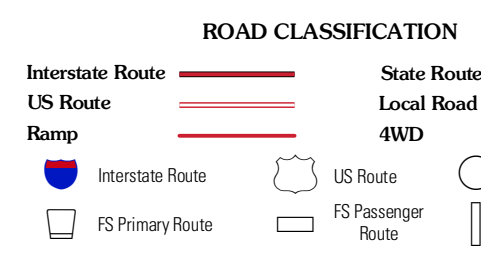 ROAD CLASSIFICATION
Interstate Route State Route
US Route Local Road
Ramp 4WD
Interstate Route US Route
FS Primary Route FS Passenger
Route